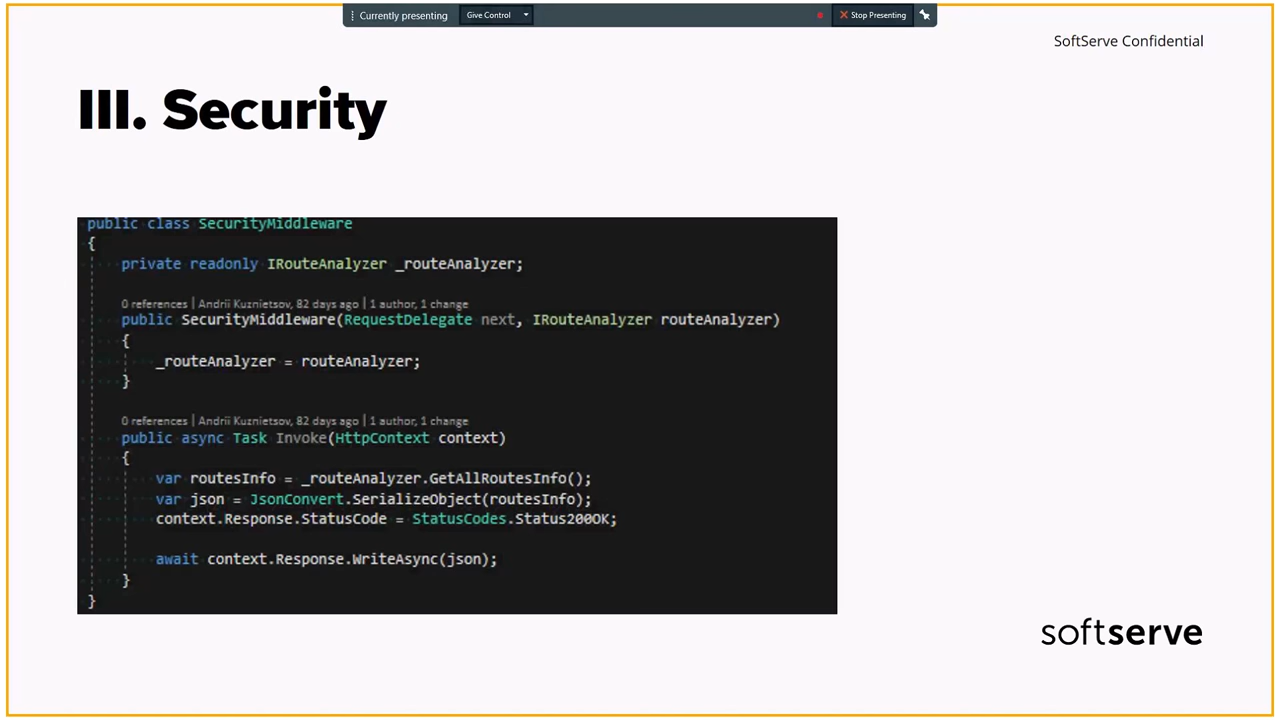 Currently presenting
Give Control
Stop Presenting
SoftServe Confidential
III. Security
public class SecurityMiddleware
{
private readonly IRouteAnalyzer _routeAnalyzer;
0 references | Andrii Kuznietsov, 82 days ago | 1 author, 1 change
public SecurityMiddleware(RequestDelegate next, IRouteAnalyzer routeAnalyzer)
{
_routeAnalyzer = routeAnalyzer;
}
0 references | Andrii Kuznietsov, 82 days ago | 1 author, 1 change
public async Task Invoke(HttpContext context)
{
var routesInfo = _routeAnalyzer.GetAllRoutesInfo();
var json = JsonConvert.SerializeObject(routesInfo);
context.Response.StatusCode = StatusCodes.Status200OK;
await context.Response.WriteAsync(json);
}
}
softserve